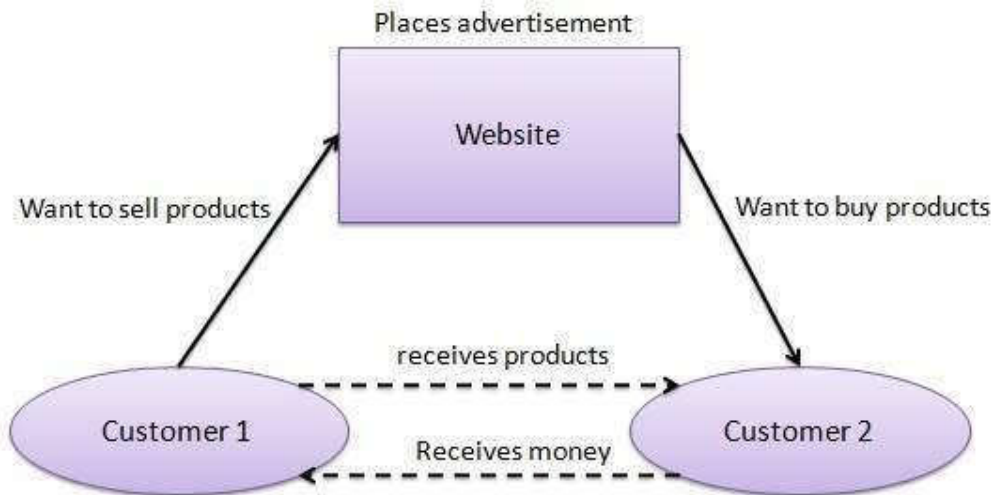 Places advertisement
Website
Want to sell products
Want to buy products
receives products
Customer 1
Customer 2
Receives money